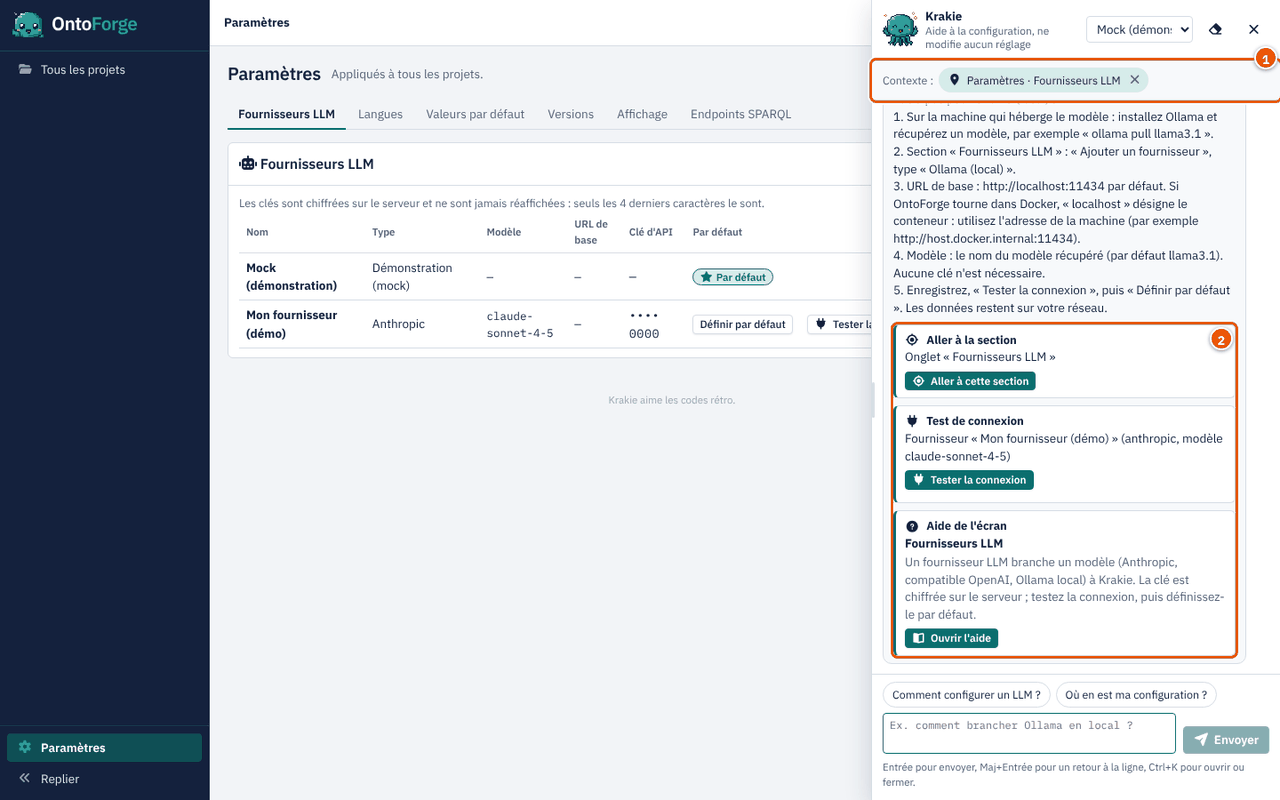 OntoForge
Tous les projets
Paramètres
Replier
Paramètres
Paramètres Appliqués à tous les projets.
Fournisseurs LLM Langues Valeurs par défaut Versions Affichage Endpoints SPARQL
Fournisseurs LLM
Les clés sont chiffrées sur le serveur et ne sont jamais réaffichées : seuls les 4 derniers caractères le sont.
Nom Type Modèle URL de base Clé d'API Par défaut
Mock (démonstration) Démonstration (mock) – – – Par défaut
Mon fournisseur (démo) Anthropic claude-sonnet-4-5 – •••• 0000 Définir par défaut Tester la
Krakie aime les codes rétro.
Krakie
Aide à la configuration, ne
modifie aucun réglage
Mock (démon:
1
Contexte : Paramètres · Fournisseurs LLM
1. Sur la machine qui héberge le modèle : installez Ollama et
récupérez un modèle, par exemple « ollama pull llama3.1 ».
2. Section « Fournisseurs LLM » : « Ajouter un fournisseur »,
type « Ollama (local) ».
3. URL de base : http://localhost:11434 par défaut. Si
OntoForge tourne dans Docker, « localhost » désigne le
conteneur : utilisez l'adresse de la machine (par exemple
http://host.docker.internal:11434).
4. Modèle : le nom du modèle récupéré (par défaut llama3.1).
Aucune clé n'est nécessaire.
5. Enregistrez, « Tester la connexion », puis « Définir par défaut
». Les données restent sur votre réseau.
2
Aller à la section
Onglet « Fournisseurs LLM »
Aller à cette section
Test de connexion
Fournisseur « Mon fournisseur (démo) » (anthropic, modèle
claude-sonnet-4-5)
Tester la connexion
Aide de l'écran
Fournisseurs LLM
Un fournisseur LLM branche un modèle (Anthropic,
compatible OpenAI, Ollama local) à Krakie. La clé est
chiffrée sur le serveur ; testez la connexion, puis définissez-
le par défaut.
Ouvrir l'aide
Comment configurer un LLM ? Où en est ma configuration ?
Ex. comment brancher Ollama en local ?
Envoyer
Entrée pour envoyer, Maj+Entrée pour un retour à la ligne, Ctrl+K pour ouvrir ou
fermer.